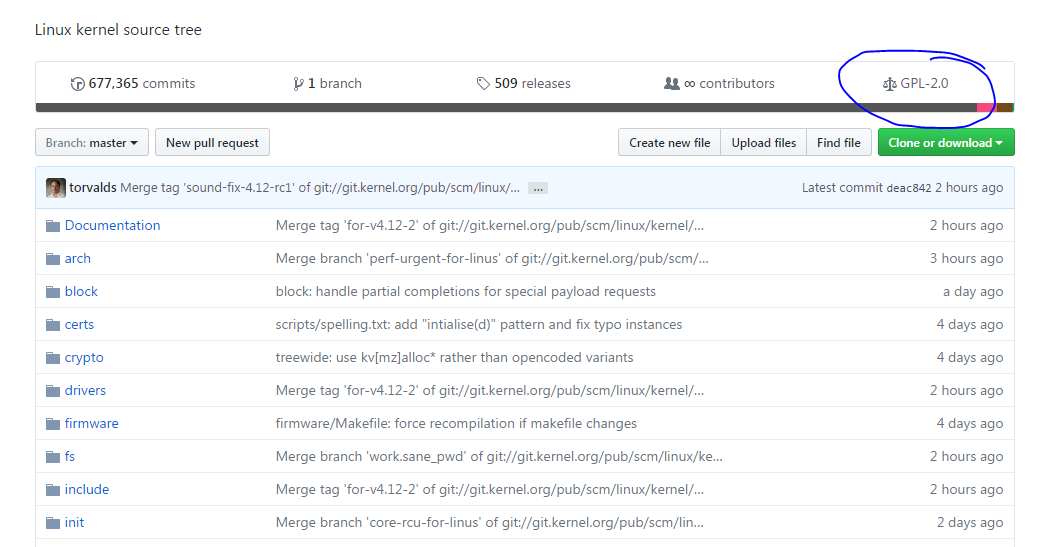 Linux kernel source tree
677,365 commits 1 branch 509 releases ∞ contributors GPL-2.0
Branch: master New pull request Create new file Upload files Find file Clone or download
torvalds Merge tag 'sound-fix-4.12-rc1' of git://git.kernel.org/pub/scm/linux/... ... Latest commit deac842 2 hours ago
Documentation Merge tag 'for-v4.12-2' of git://git.kernel.org/pub/scm/linux/kernel/... 2 hours ago
arch Merge branch 'perf-urgent-for-linus' of git://git.kernel.org/pub/scm/... 3 hours ago
block block: handle partial completions for special payload requests a day ago
certs scripts/spelling.txt: add "intialise(d)" pattern and fix typo instances 4 days ago
crypto treewide: use kv[mz]alloc* rather than opencoded variants 4 days ago
drivers Merge tag 'for-v4.12-2' of git://git.kernel.org/pub/scm/linux/kernel/... 2 hours ago
firmware firmware/Makefile: force recompilation if makefile changes 4 days ago
fs Merge branch 'work.sane_pwd' of git://git.kernel.org/pub/scm/linux/ke... 2 hours ago
include Merge tag 'for-v4.12-2' of git://git.kernel.org/pub/scm/linux/kernel/... 2 hours ago
init Merge branch 'core-rcu-for-linus' of git://git.kernel.org/pub/scm/lin... 2 days ago